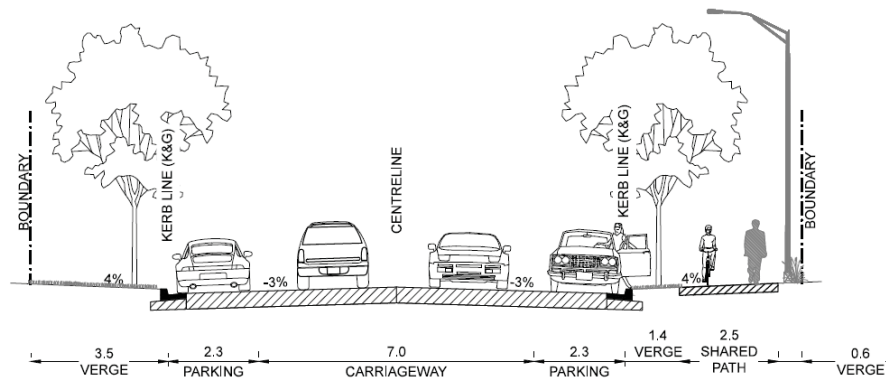 BOUNDARY
KERB LINE (K&G)
CENTRELINE
KERB LINE (K&G)
BOUNDARY
4%
-3%
-3%
4%
3.5
VERGE
2.3
PARKING
7.0
CARRIAGEWAY
2.3
PARKING
1.4
VERGE
2.5
SHARED
PATH
0.6
VERGE